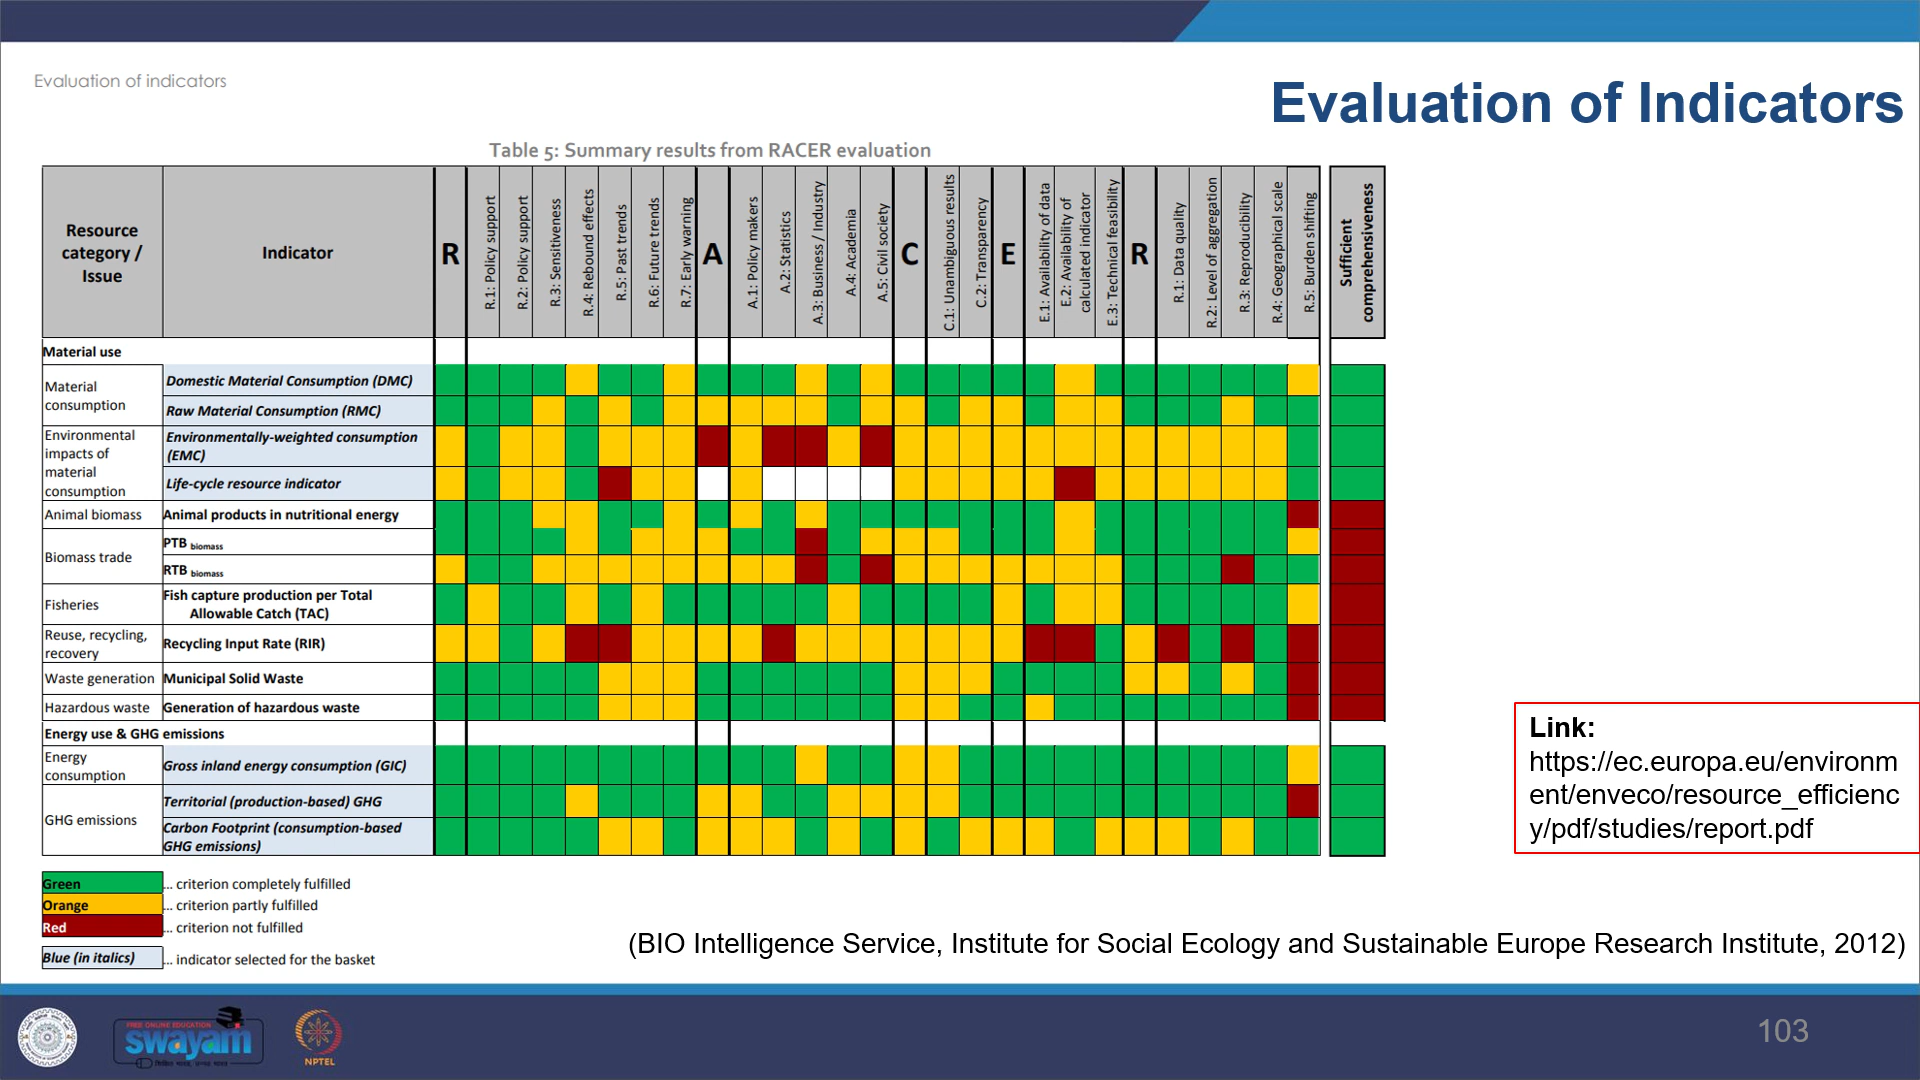 Evaluation of indicators
Evaluation of Indicators
Table 5: Summary results from RACER evaluation
Resource
category /
Issue
Indicator
R
R.1: Policy support
R.2: Policy support
R.3: Sensitiveness
R.4: Rebound effects
R.5: Past trends
R.6: Future trends
R.7: Early warning
A
A.1: Policy makers
A.2: Statistics
A.3: Business / Industry
A.4: Academia
A.5: Civil society
C
C.1: Unambiguous results
C.2: Transparency
E
E.1: Availability of data
E.2: Availability of
calculated indicator
E.3: Technical feasibility
R
R.1: Data quality
R.2: Level of aggregation
R.3: Reproducibility
R.4: Geographical scale
R.5: Burden shifting
Sufficient
comprehensiveness
Material use
Material
consumption
Domestic Material Consumption (DMC)
Raw Material Consumption (RMC)
Environmental
impacts of
material
consumption
Environmentally-weighted consumption
(EMC)
Life-cycle resource indicator
Animal biomass
Animal products in nutritional energy
Biomass trade
PTB biomass
RTB biomass
Fisheries
Fish capture production per Total
Allowable Catch (TAC)
Reuse, recycling,
recovery
Recycling Input Rate (RIR)
Waste generation
Municipal Solid Waste
Hazardous waste
Generation of hazardous waste
Energy use & GHG emissions
Energy
consumption
Gross inland energy consumption (GIC)
GHG emissions
Territorial (production-based) GHG
Carbon Footprint (consumption-based
GHG emissions)
Green ... criterion completely fulfilled
Orange ... criterion partly fulfilled
Red ... criterion not fulfilled
Blue (in italics) ... indicator selected for the basket
Link:
https://ec.europa.eu/environm
ent/enveco/resource_efficienc
y/pdf/studies/report.pdf
(BIO Intelligence Service, Institute for Social Ecology and Sustainable Europe Research Institute, 2012)
FREE ONLINE EDUCATION
swayam
NPTEL
103